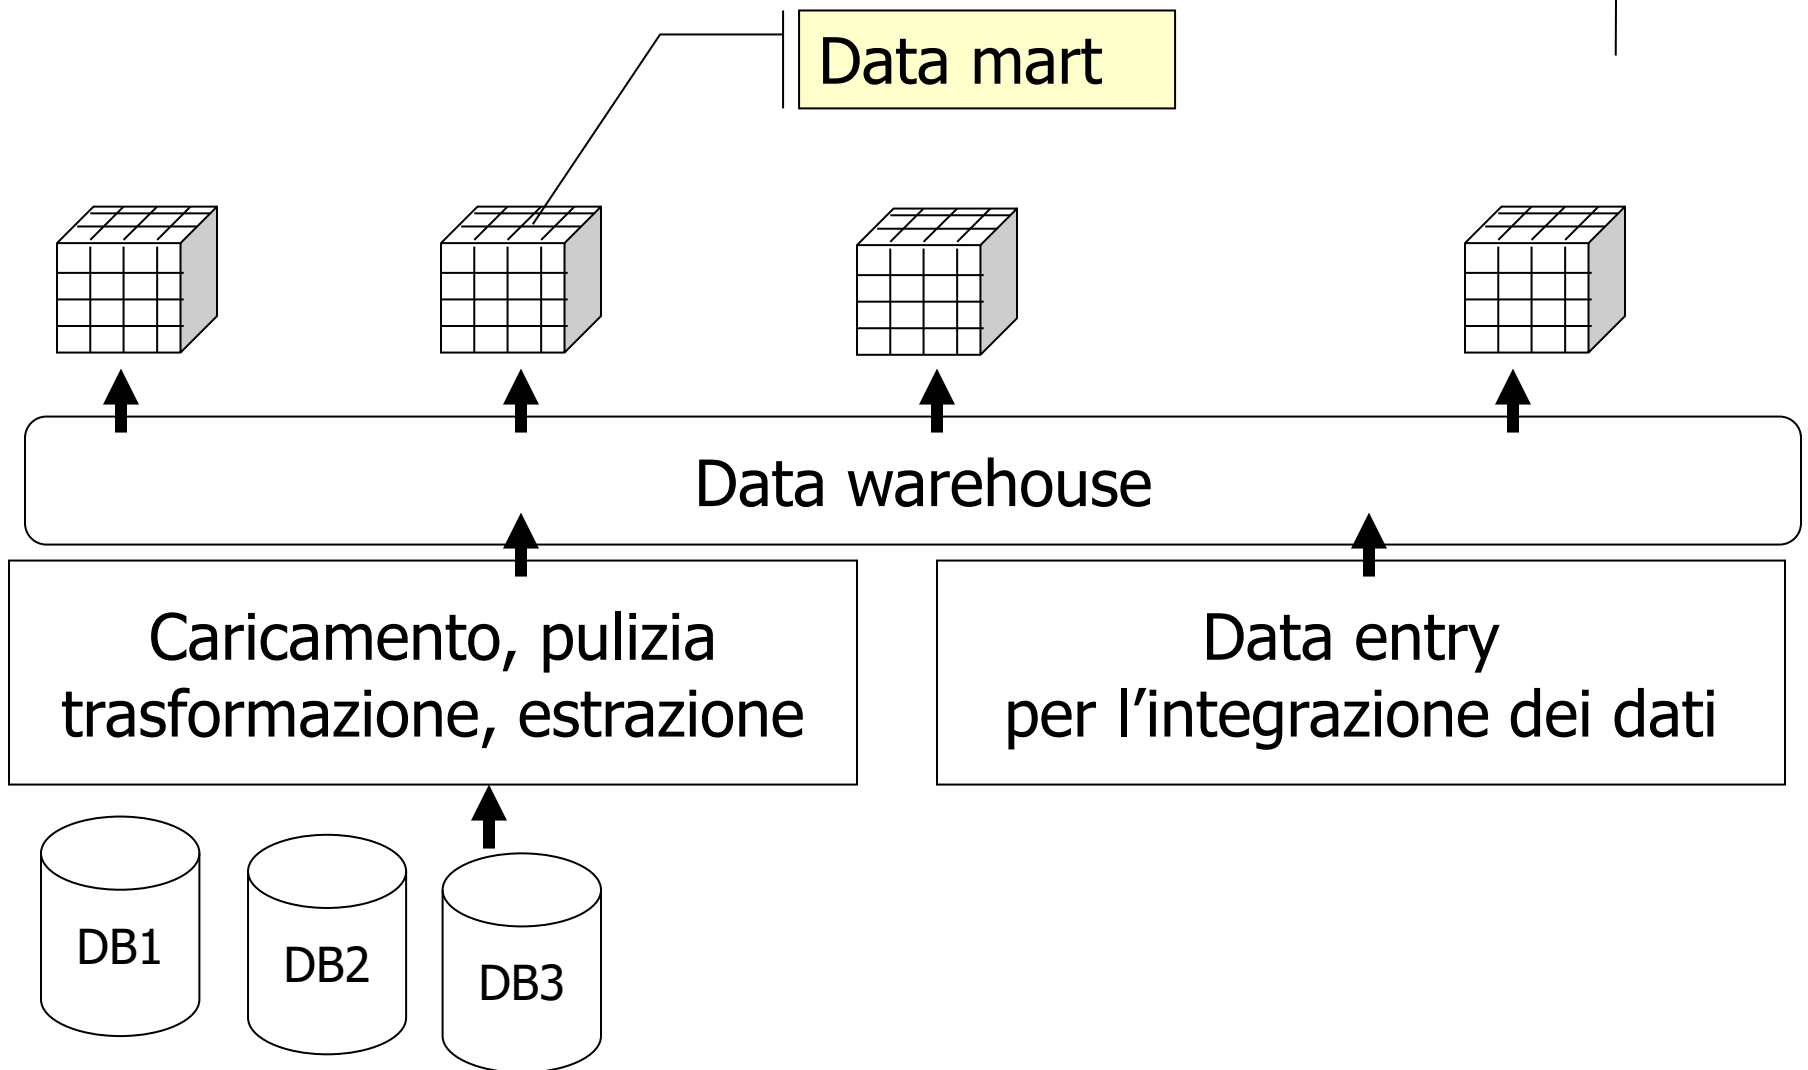 Data mart
Data warehouse
Caricamento, pulizia
trasformazione, estrazione
Data entry
per l’integrazione dei dati
DB1
DB2
DB3